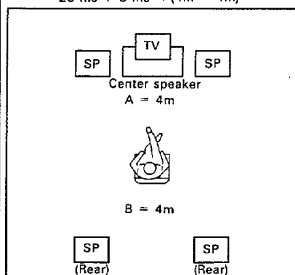 TV
SP SP
Center speaker
A = 4m
B = 4m
SP SP
(Rear) (Rear)